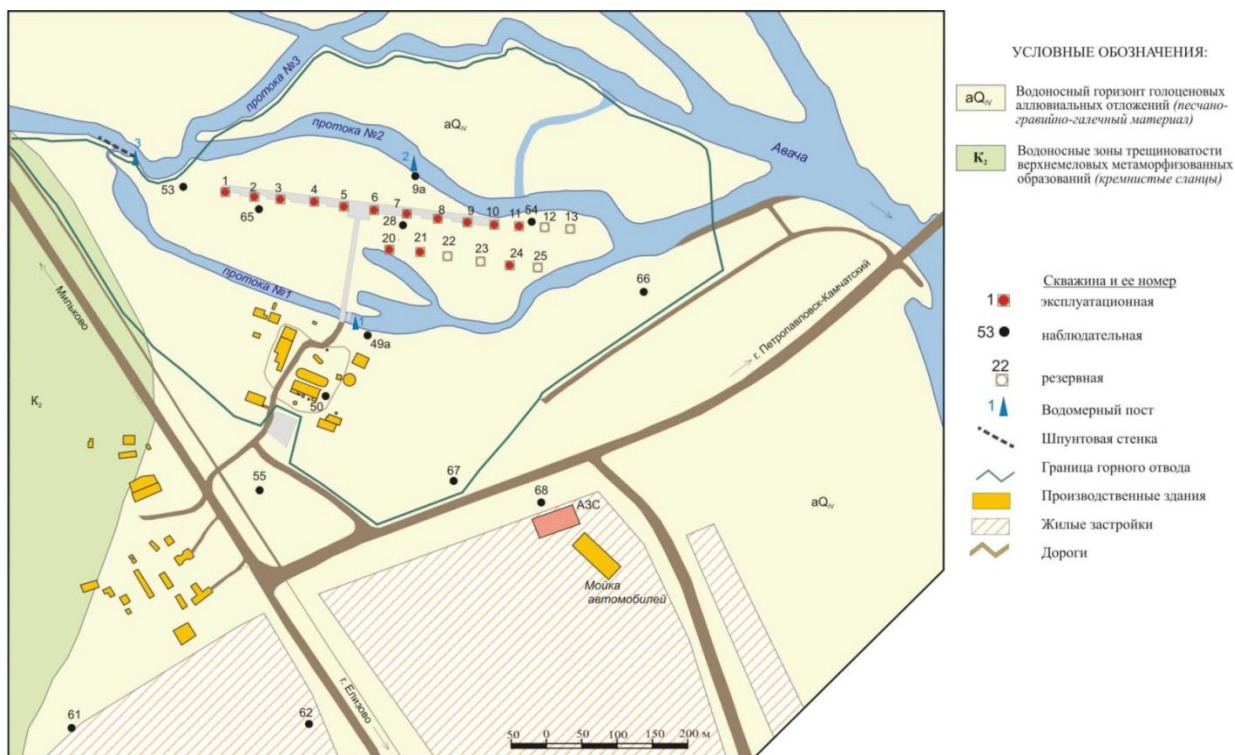 протока №3
протока №2
aQIV
Авача
3
2
53
1
2
3
4
5
6
7
8
9
10
11
54
12
13
9а
65
28
20
21
22
23
24
25
66
протока №1
Мильково
1
49а
г. Петропавловск-Камчатский
K2
50
55
67
68
АЗС
aQIV
Мойка
автомобилей
г. Елизово
61
62
50 0 50 100 150 200 м
УСЛОВНЫЕ ОБОЗНАЧЕНИЯ:
aQIV Водоносный горизонт голоценовых
аллювиальных отложений (песчано-
гравийно-галечный материал)
K2 Водоносные зоны трещиноватости
верхнемеловых метаморфизованных
образований (кремнистые сланцы)
Скважина и ее номер
1 эксплуатационная
53 наблюдательная
22 резервная
1 Водомерный пост
Шпунтовая стенка
Граница горного отвода
Производственные здания
Жилые застройки
Дороги